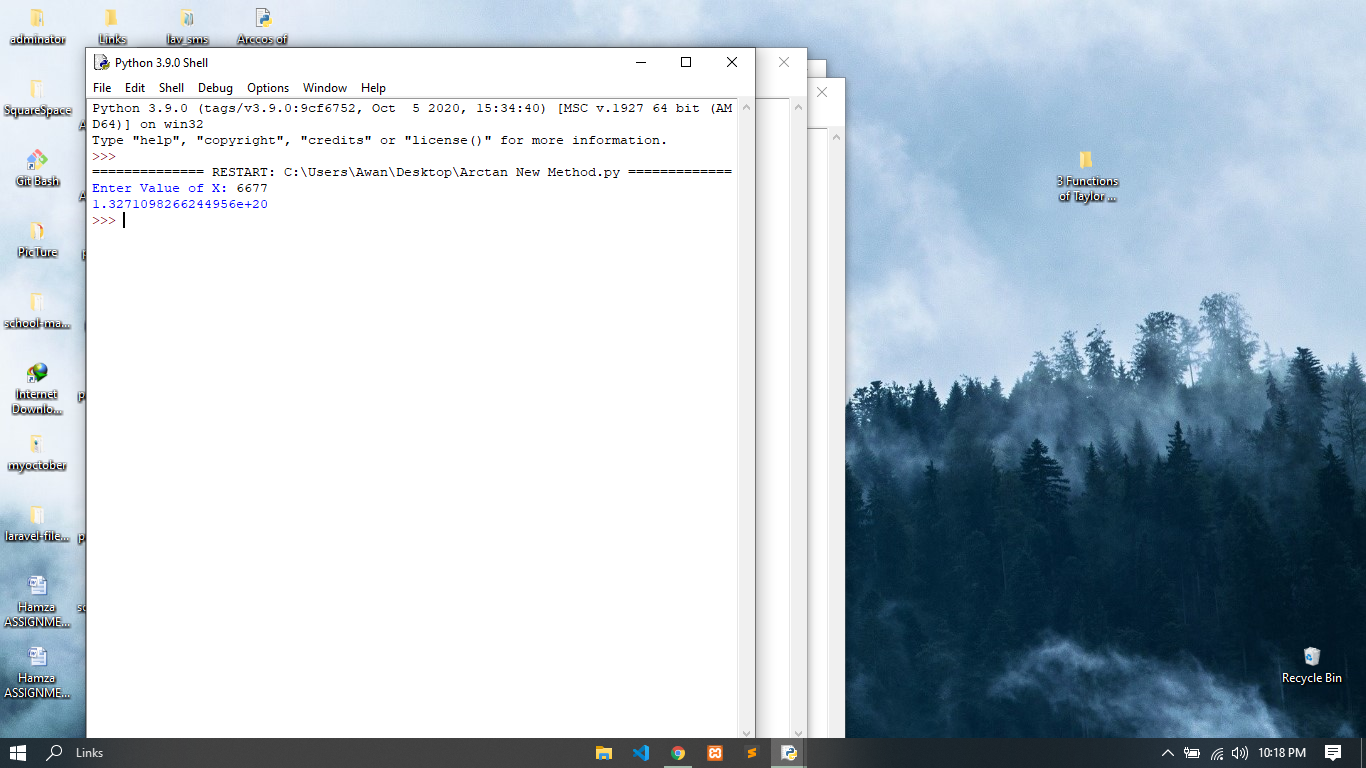 adminator
Links
lav_sms
Arccos of
SquareSpace
Git Bash
PicTure
school-ma...
Internet
Downlo...
myoctober
laravel-file...
Hamza
ASSIGNME...
Hamza
ASSIGNME...
Python 3.9.0 Shell
File Edit Shell Debug Options Window Help
Python 3.9.0 (tags/v3.9.0:9cf6752, Oct  5 2020, 15:34:40) [MSC v.1927 64 bit (AM
D64)] on win32
Type "help", "copyright", "credits" or "license()" for more information.
>>>
============== RESTART: C:\Users\Awan\Desktop\Arctan New Method.py =============
Enter Value of X: 6677
1.3271098266244956e+20
>>>
3 Functions
of Taylor ...
Recycle Bin
Links
10:18 PM